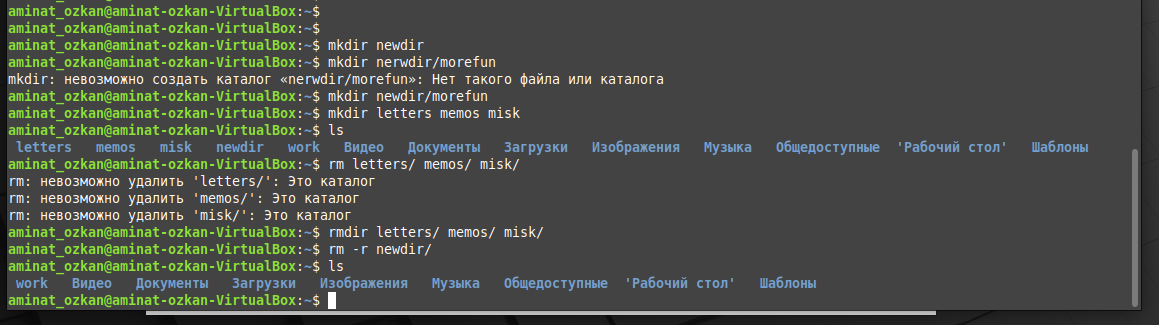 aminat_ozkan@aminat-ozkan-VirtualBox:~$
aminat_ozkan@aminat-ozkan-VirtualBox:~$
aminat_ozkan@aminat-ozkan-VirtualBox:~$ mkdir newdir
aminat_ozkan@aminat-ozkan-VirtualBox:~$ mkdir nerwdir/morefun
mkdir: невозможно создать каталог «nerwdir/morefun»: Нет такого файла или каталога
aminat_ozkan@aminat-ozkan-VirtualBox:~$ mkdir newdir/morefun
aminat_ozkan@aminat-ozkan-VirtualBox:~$ mkdir letters memos misk
aminat_ozkan@aminat-ozkan-VirtualBox:~$ ls
letters memos misk newdir work Видео Документы Загрузки Изображения Музыка Общедоступные 'Рабочий стол' Шаблоны
aminat_ozkan@aminat-ozkan-VirtualBox:~$ rm letters/ memos/ misk/
rm: невозможно удалить 'letters/': Это каталог
rm: невозможно удалить 'memos/': Это каталог
rm: невозможно удалить 'misk/': Это каталог
aminat_ozkan@aminat-ozkan-VirtualBox:~$ rmdir letters/ memos/ misk/
aminat_ozkan@aminat-ozkan-VirtualBox:~$ rm -r newdir/
aminat_ozkan@aminat-ozkan-VirtualBox:~$ ls
work Видео Документы Загрузки Изображения Музыка Общедоступные 'Рабочий стол' Шаблоны
aminat_ozkan@aminat-ozkan-VirtualBox:~$